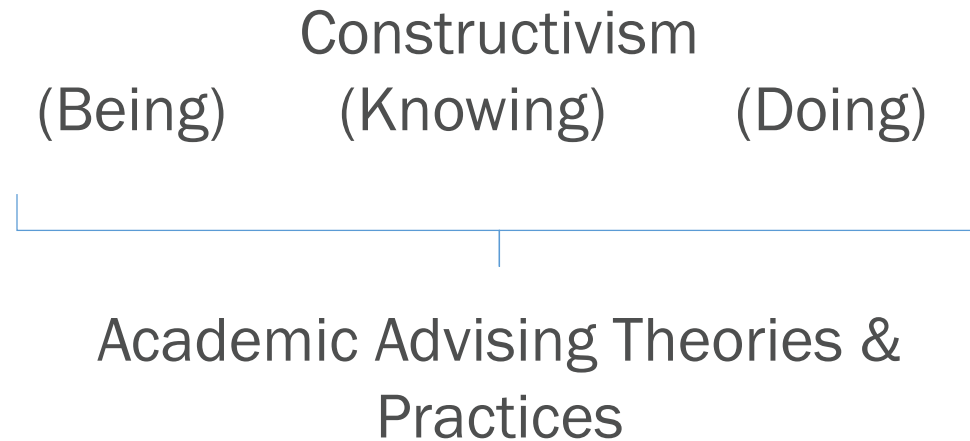 Constructivism
(Being) (Knowing) (Doing)
Academic Advising Theories &
Practices